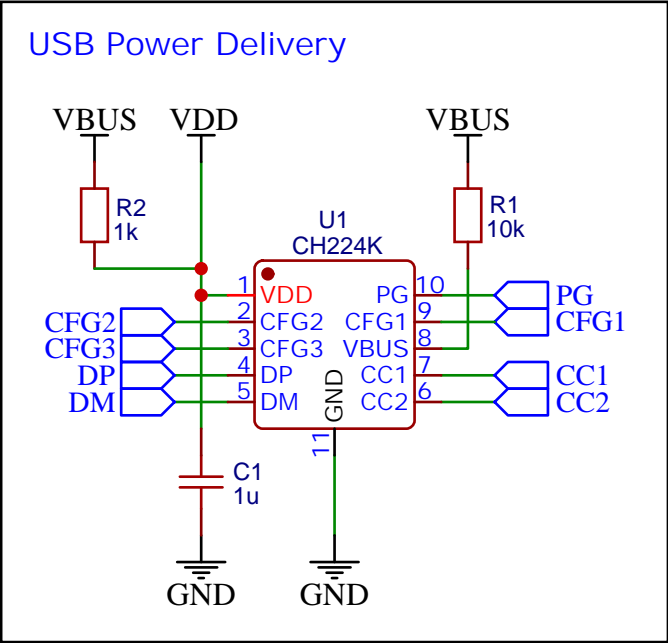 USB Power Delivery
VBUS VDD VBUS
R2
1k
R1
10k
U1
CH224K
1 VDD PG 10 PG
CFG2 2 CFG2 CFG1 9 CFG1
CFG3 3 CFG3 VBUS 8
DP 4 DP CC1 7 CC1
DM 5 DM CC2 6 CC2
GND
11
C1
1u
GND GND